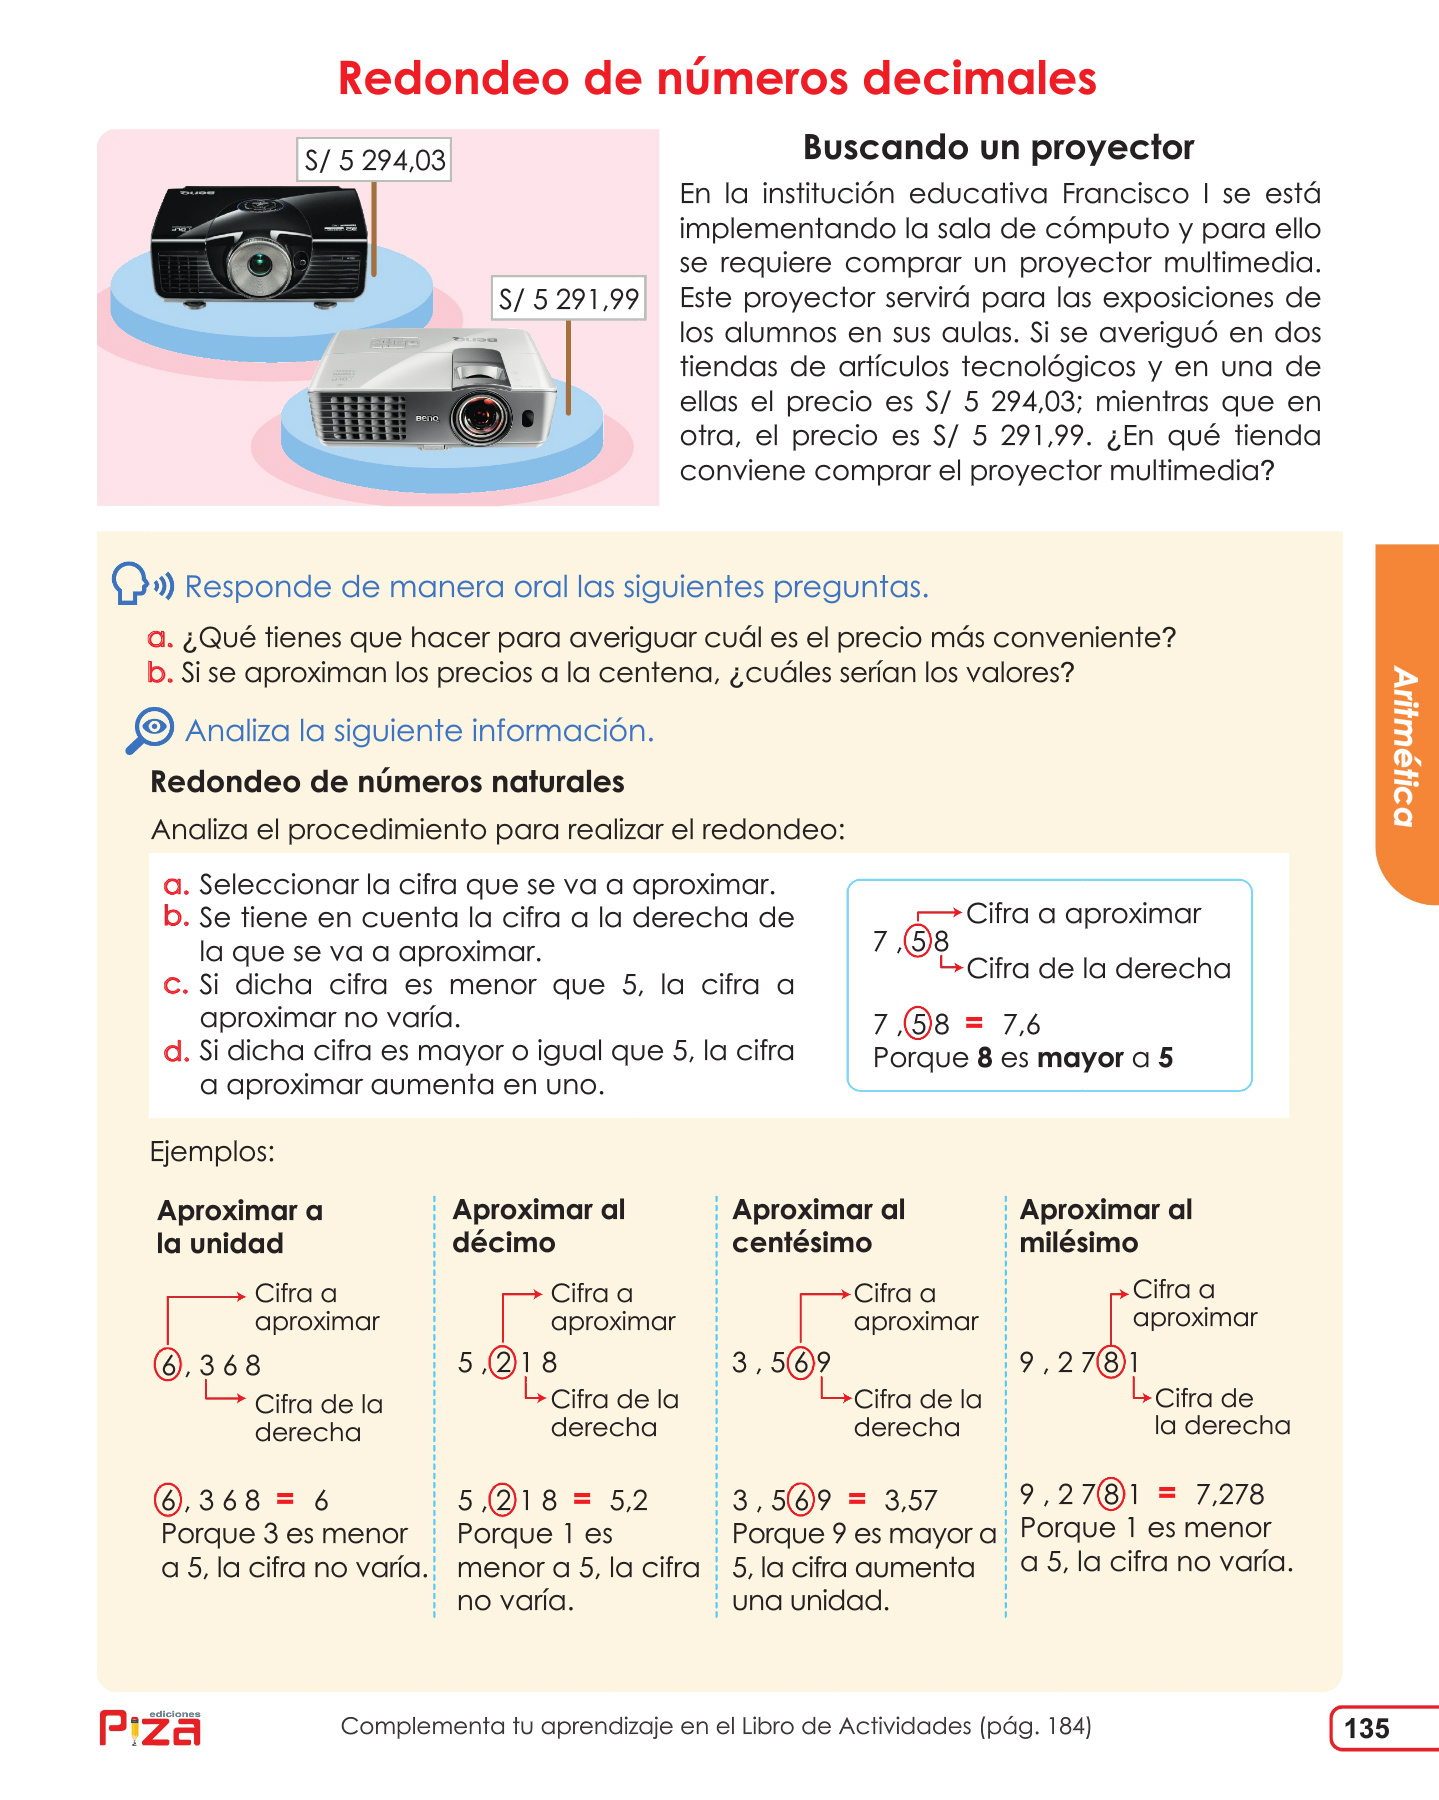 Redondeo de números decimales
S/ 5 294,03
S/ 5 291,99
BenQ
Buscando un proyector
En la institución educativa Francisco I se está
implementando la sala de cómputo y para ello
se requiere comprar un proyector multimedia.
Este proyector servirá para las exposiciones de
los alumnos en sus aulas. Si se averiguó en dos
tiendas de artículos tecnológicos y en una de
ellas el precio es S/ 5 294,03; mientras que en
otra, el precio es S/ 5 291,99. ¿En qué tienda
conviene comprar el proyector multimedia?
Responde de manera oral las siguientes preguntas.
a. ¿Qué tienes que hacer para averiguar cuál es el precio más conveniente?
b. Si se aproximan los precios a la centena, ¿cuáles serían los valores?
Analiza la siguiente información.
Redondeo de números naturales
Analiza el procedimiento para realizar el redondeo:
a. Seleccionar la cifra que se va a aproximar.
b. Se tiene en cuenta la cifra a la derecha de
la que se va a aproximar.
c. Si dicha cifra es menor que 5, la cifra a
aproximar no varía.
d. Si dicha cifra es mayor o igual que 5, la cifra
a aproximar aumenta en uno.
Cifra a aproximar
7 , 5 8
Cifra de la derecha
7 , 5 8 = 7,6
Porque 8 es mayor a 5
Ejemplos:
Aproximar a
la unidad
Cifra a
aproximar
6 , 3 6 8
Cifra de la
derecha
6 , 3 6 8 = 6
Porque 3 es menor
a 5, la cifra no varía.
Aproximar al
décimo
Cifra a
aproximar
5 , 2 1 8
Cifra de la
derecha
5 , 2 1 8 = 5,2
Porque 1 es
menor a 5, la cifra
no varía.
Aproximar al
centésimo
Cifra a
aproximar
3 , 5 6 9
Cifra de la
derecha
3 , 5 6 9 = 3,57
Porque 9 es mayor a
5, la cifra aumenta
una unidad.
Aproximar al
milésimo
Cifra a
aproximar
9 , 2 7 8 1
Cifra de
la derecha
9 , 2 7 8 1 = 7,278
Porque 1 es menor
a 5, la cifra no varía.
Aritmética
ediciones
Piza
Complementa tu aprendizaje en el Libro de Actividades (pág. 184)
135